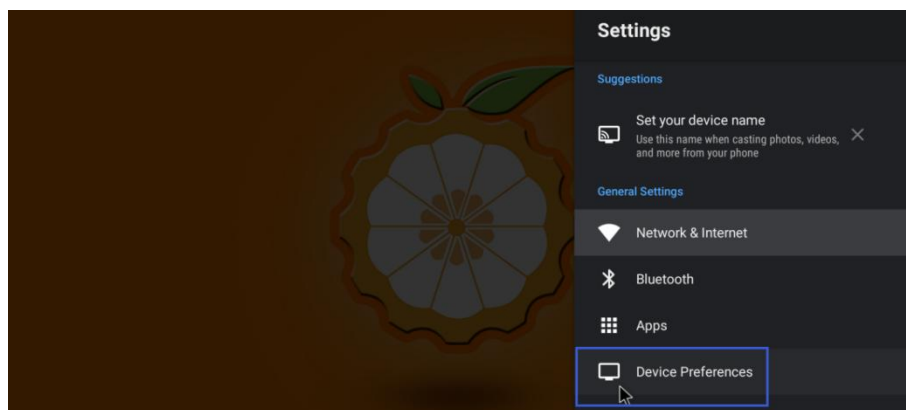 Settings
Suggestions
Set your device name
Use this name when casting photos, videos,
and more from your phone
General Settings
Network & Internet
Bluetooth
Apps
Device Preferences